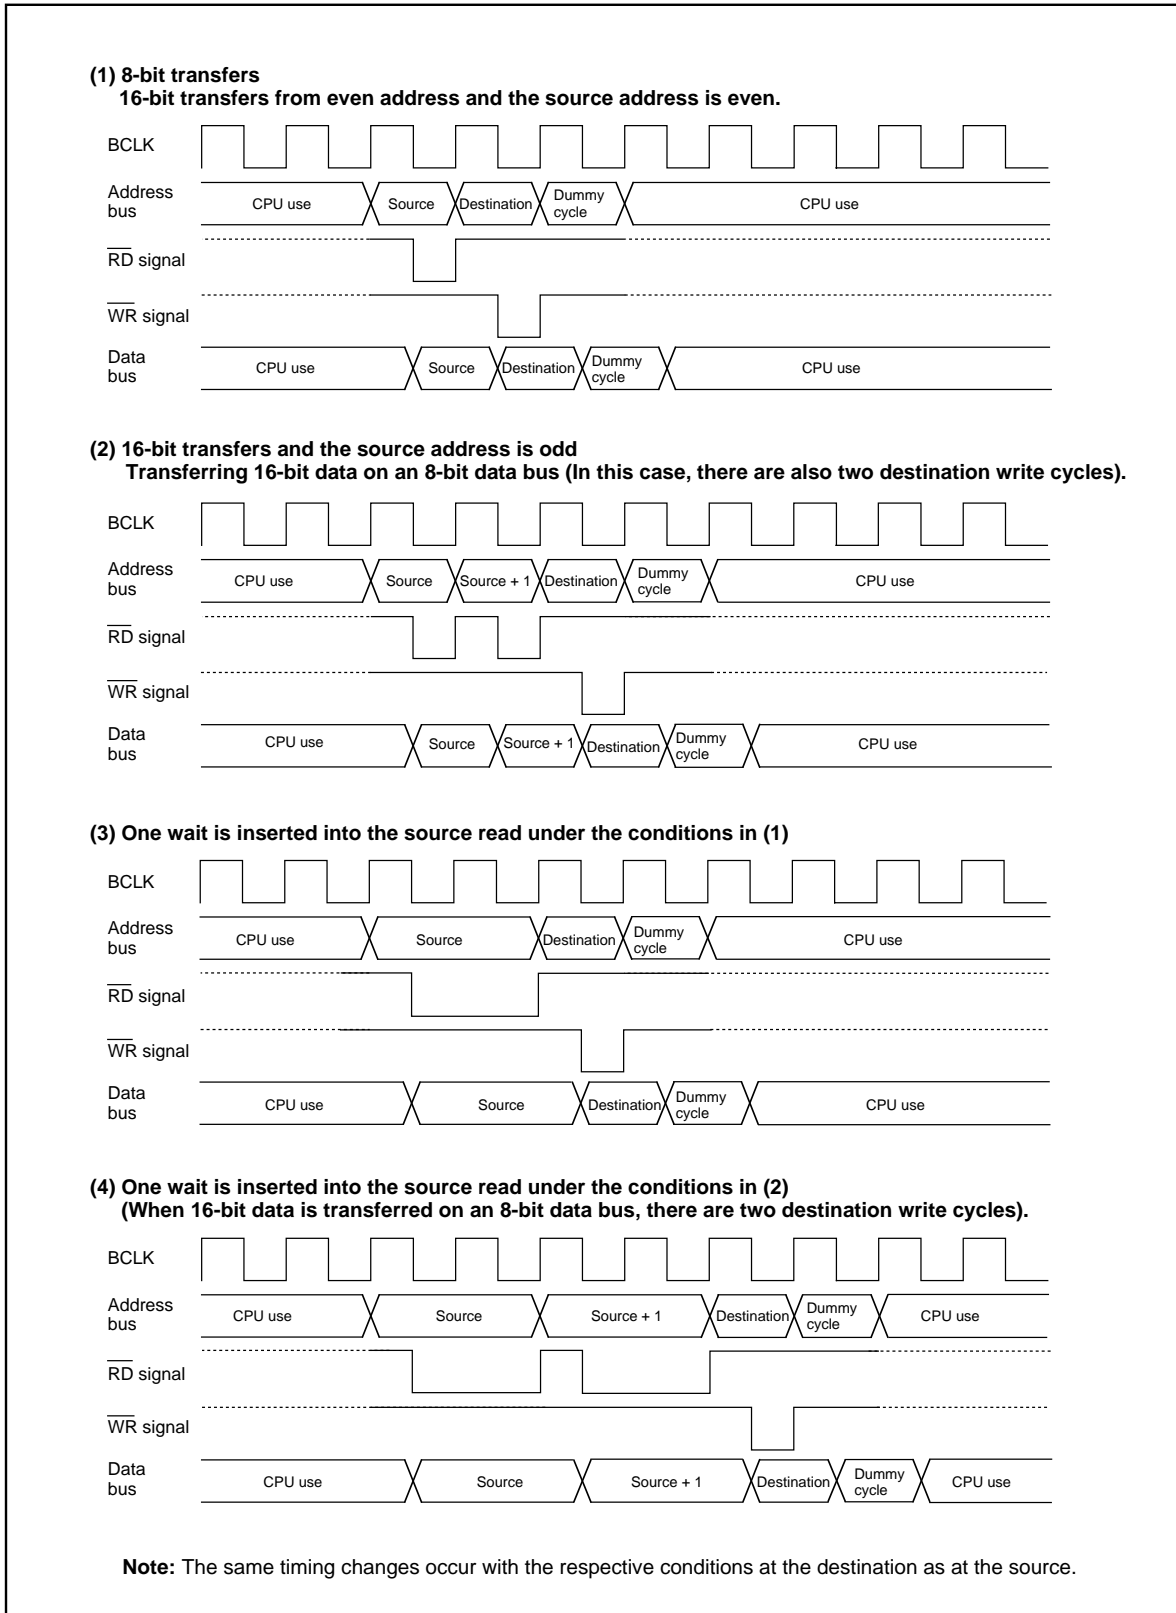 (1) 8-bit transfers
16-bit transfers from even address and the source address is even.
BCLK
Address
bus
CPU use
Source
Destination
Dummy
cycle
CPU use
RD signal
WR signal
Data
bus
CPU use
Source
Destination
Dummy
cycle
CPU use
(2) 16-bit transfers and the source address is odd
Transferring 16-bit data on an 8-bit data bus (In this case, there are also two destination write cycles).
BCLK
Address
bus
CPU use
Source
Source + 1
Destination
Dummy
cycle
CPU use
RD signal
WR signal
Data
bus
CPU use
Source
Source + 1
Destination
Dummy
cycle
CPU use
(3) One wait is inserted into the source read under the conditions in (1)
BCLK
Address
bus
CPU use
Source
Destination
Dummy
cycle
CPU use
RD signal
WR signal
Data
bus
CPU use
Source
Destination
Dummy
cycle
CPU use
(4) One wait is inserted into the source read under the conditions in (2)
(When 16-bit data is transferred on an 8-bit data bus, there are two destination write cycles).
BCLK
Address
bus
CPU use
Source
Source + 1
Destination
Dummy
cycle
CPU use
RD signal
WR signal
Data
bus
CPU use
Source
Source + 1
Destination
Dummy
cycle
CPU use
Note: The same timing changes occur with the respective conditions at the destination as at the source.